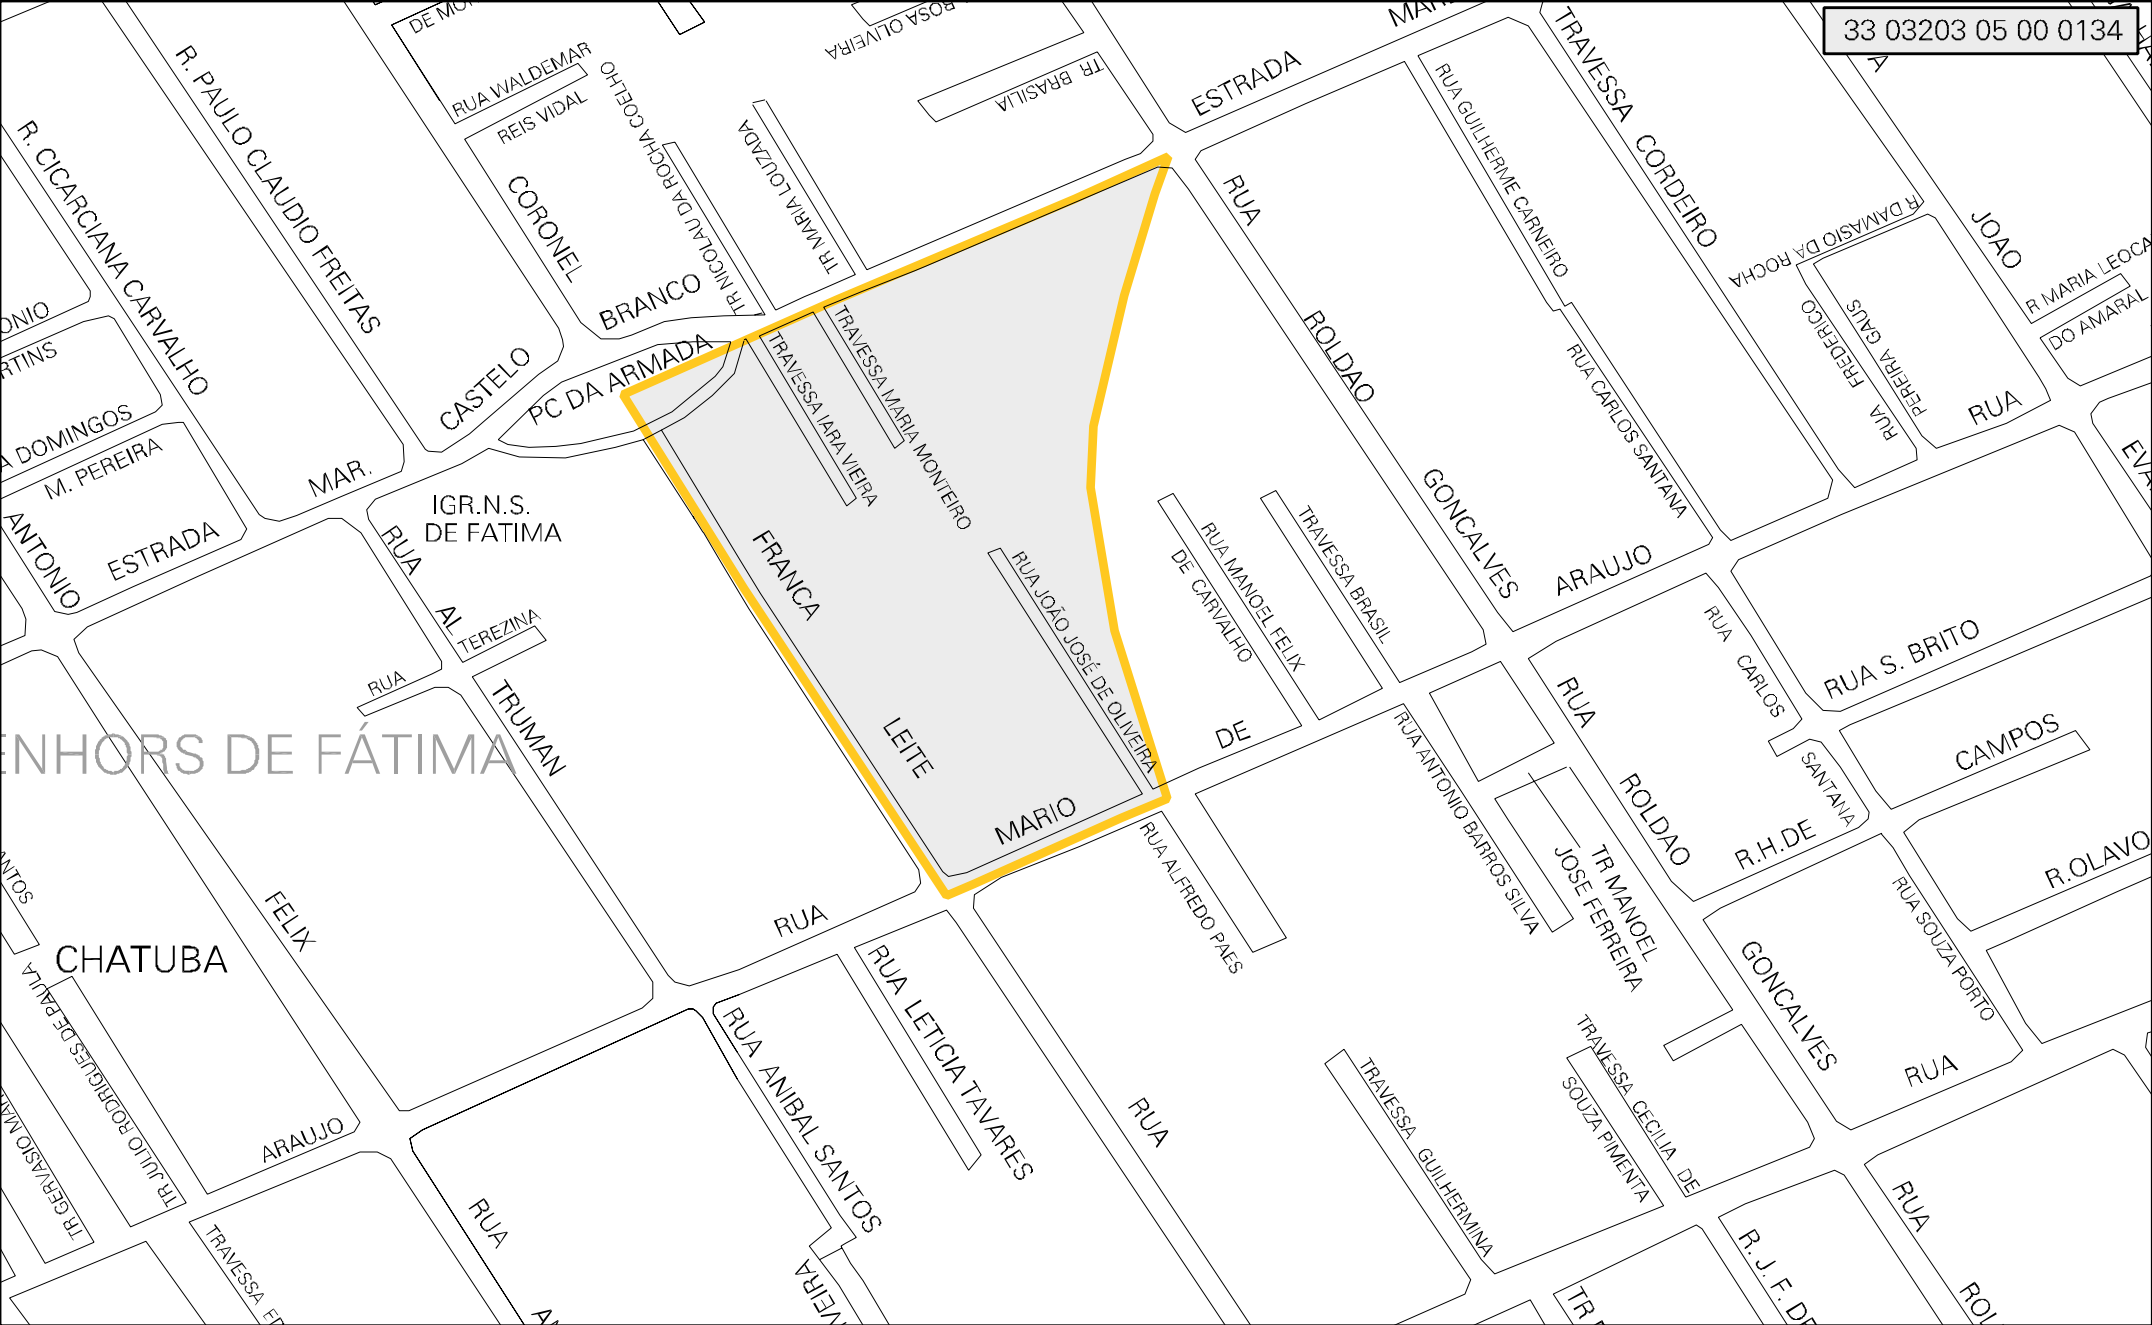 33 03203 05 00 0134
ROSA OLIVEIRA
RUA WALDEMAR
REIS VIDAL
TR BRASILIA
ESTRADA
TRAVESSA CORDEIRO
R. PAULO CLAUDIO FREITAS
R. CICARCIANA CARVALHO
CORONEL
TR NICOLAU DA ROCHA COELHO
TR MARIA LOUZADA
RUA GUILHERME CARNEIRO
RUA
ROLDAO
GONCALVES
R DAMASIO DA ROCHA
JOAO
R MARIA LEOCA
DO AMARAL
RUA FREDERICO
PEREIRA GAUS
RUA
BRANCO
PC DA ARMADA
CASTELO
TRAVESSA IARA VIEIRA
TRAVESSA MARIA MONTEIRO
RUA CARLOS SANTANA
DOMINGOS
M. PEREIRA
MAR.
ESTRADA
ANTONIO
IGR.N.S.
DE FATIMA
RUA
AL
TRUMAN
RUA
TEREZINA
FRANCA
LEITE
RUA JOÃO JOSÉ DE OLIVEIRA
RUA MANOEL FELIX
DE CARVALHO
TRAVESSA BRASIL
ARAUJO
DE
MARIO
RUA
RUA CARLOS
SANTANA
RUA S. BRITO
CAMPOS
R.H.DE
R.OLAVO
RUA
ROLDAO
GONCALVES
ENHORS DE FÁTIMA
CHATUBA
FELIX
RUA ALFREDO PAES
RUA ANTONIO BARROS SILVA
TR MANOEL
JOSE FERREIRA
RUA SOUZA PORTO
RUA
RUA LETICIA TAVARES
RUA ANIBAL SANTOS
RUA
TRAVESSA GUILHERMINA
TRAVESSA CECILIA DE
SOUZA PIMENTA
TR JULIO RODRIGUES DE PAULA
TR GERVASIO
ARAUJO
RUA
TRAVESSA
RUA
R. J. F.